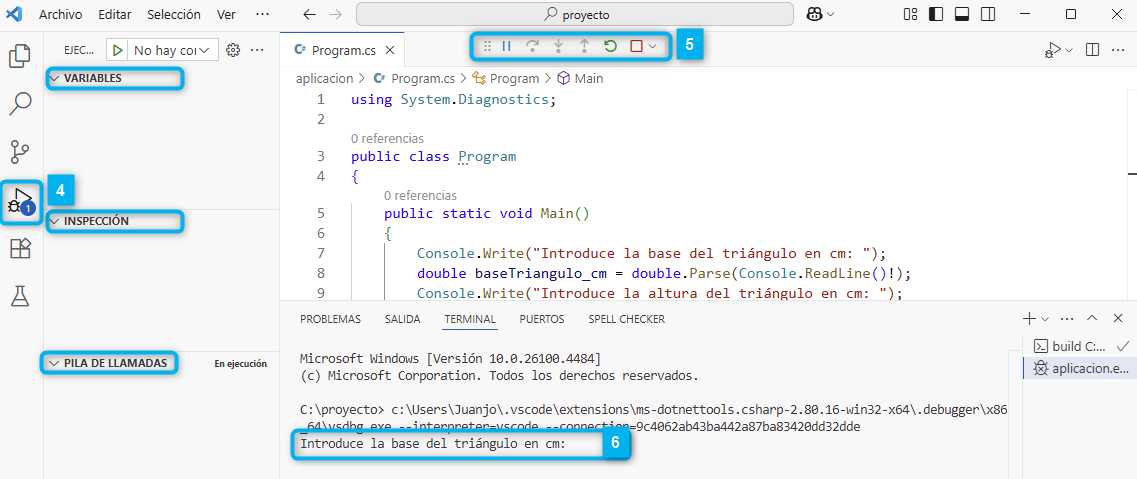 Archivo Editar Selección Ver ··· proyecto
EJEC... No hay cor ··· C# Program.cs 5
VARIABLES
aplicacion > C# Program.cs > Program > Main
1 using System.Diagnostics;
2
0 referencias
3 public class Program
4 {
0 referencias
5 public static void Main()
6 {
7 Console.Write("Introduce la base del triángulo en cm: ");
8 double baseTriangulo_cm = double.Parse(Console.ReadLine()!);
9 Console.Write("Introduce la altura del triángulo en cm: ");
4
1
INSPECCIÓN
PILA DE LLAMADAS En ejecución
PROBLEMAS SALIDA TERMINAL PUERTOS SPELL CHECKER
Microsoft Windows [Versión 10.0.26100.4484]
(c) Microsoft Corporation. Todos los derechos reservados.
C:\proyecto> c:\Users\Juanjo\.vscode\extensions\ms-dotnettools.csharp-2.80.16-win32-x64\.debugger\x86
_64\vsdbg.exe --interpreter=vscode --connection=9c4062ab43ba442a87ba83420dd32dde
Introduce la base del triángulo en cm: 6
build C:...
aplicacion.e...